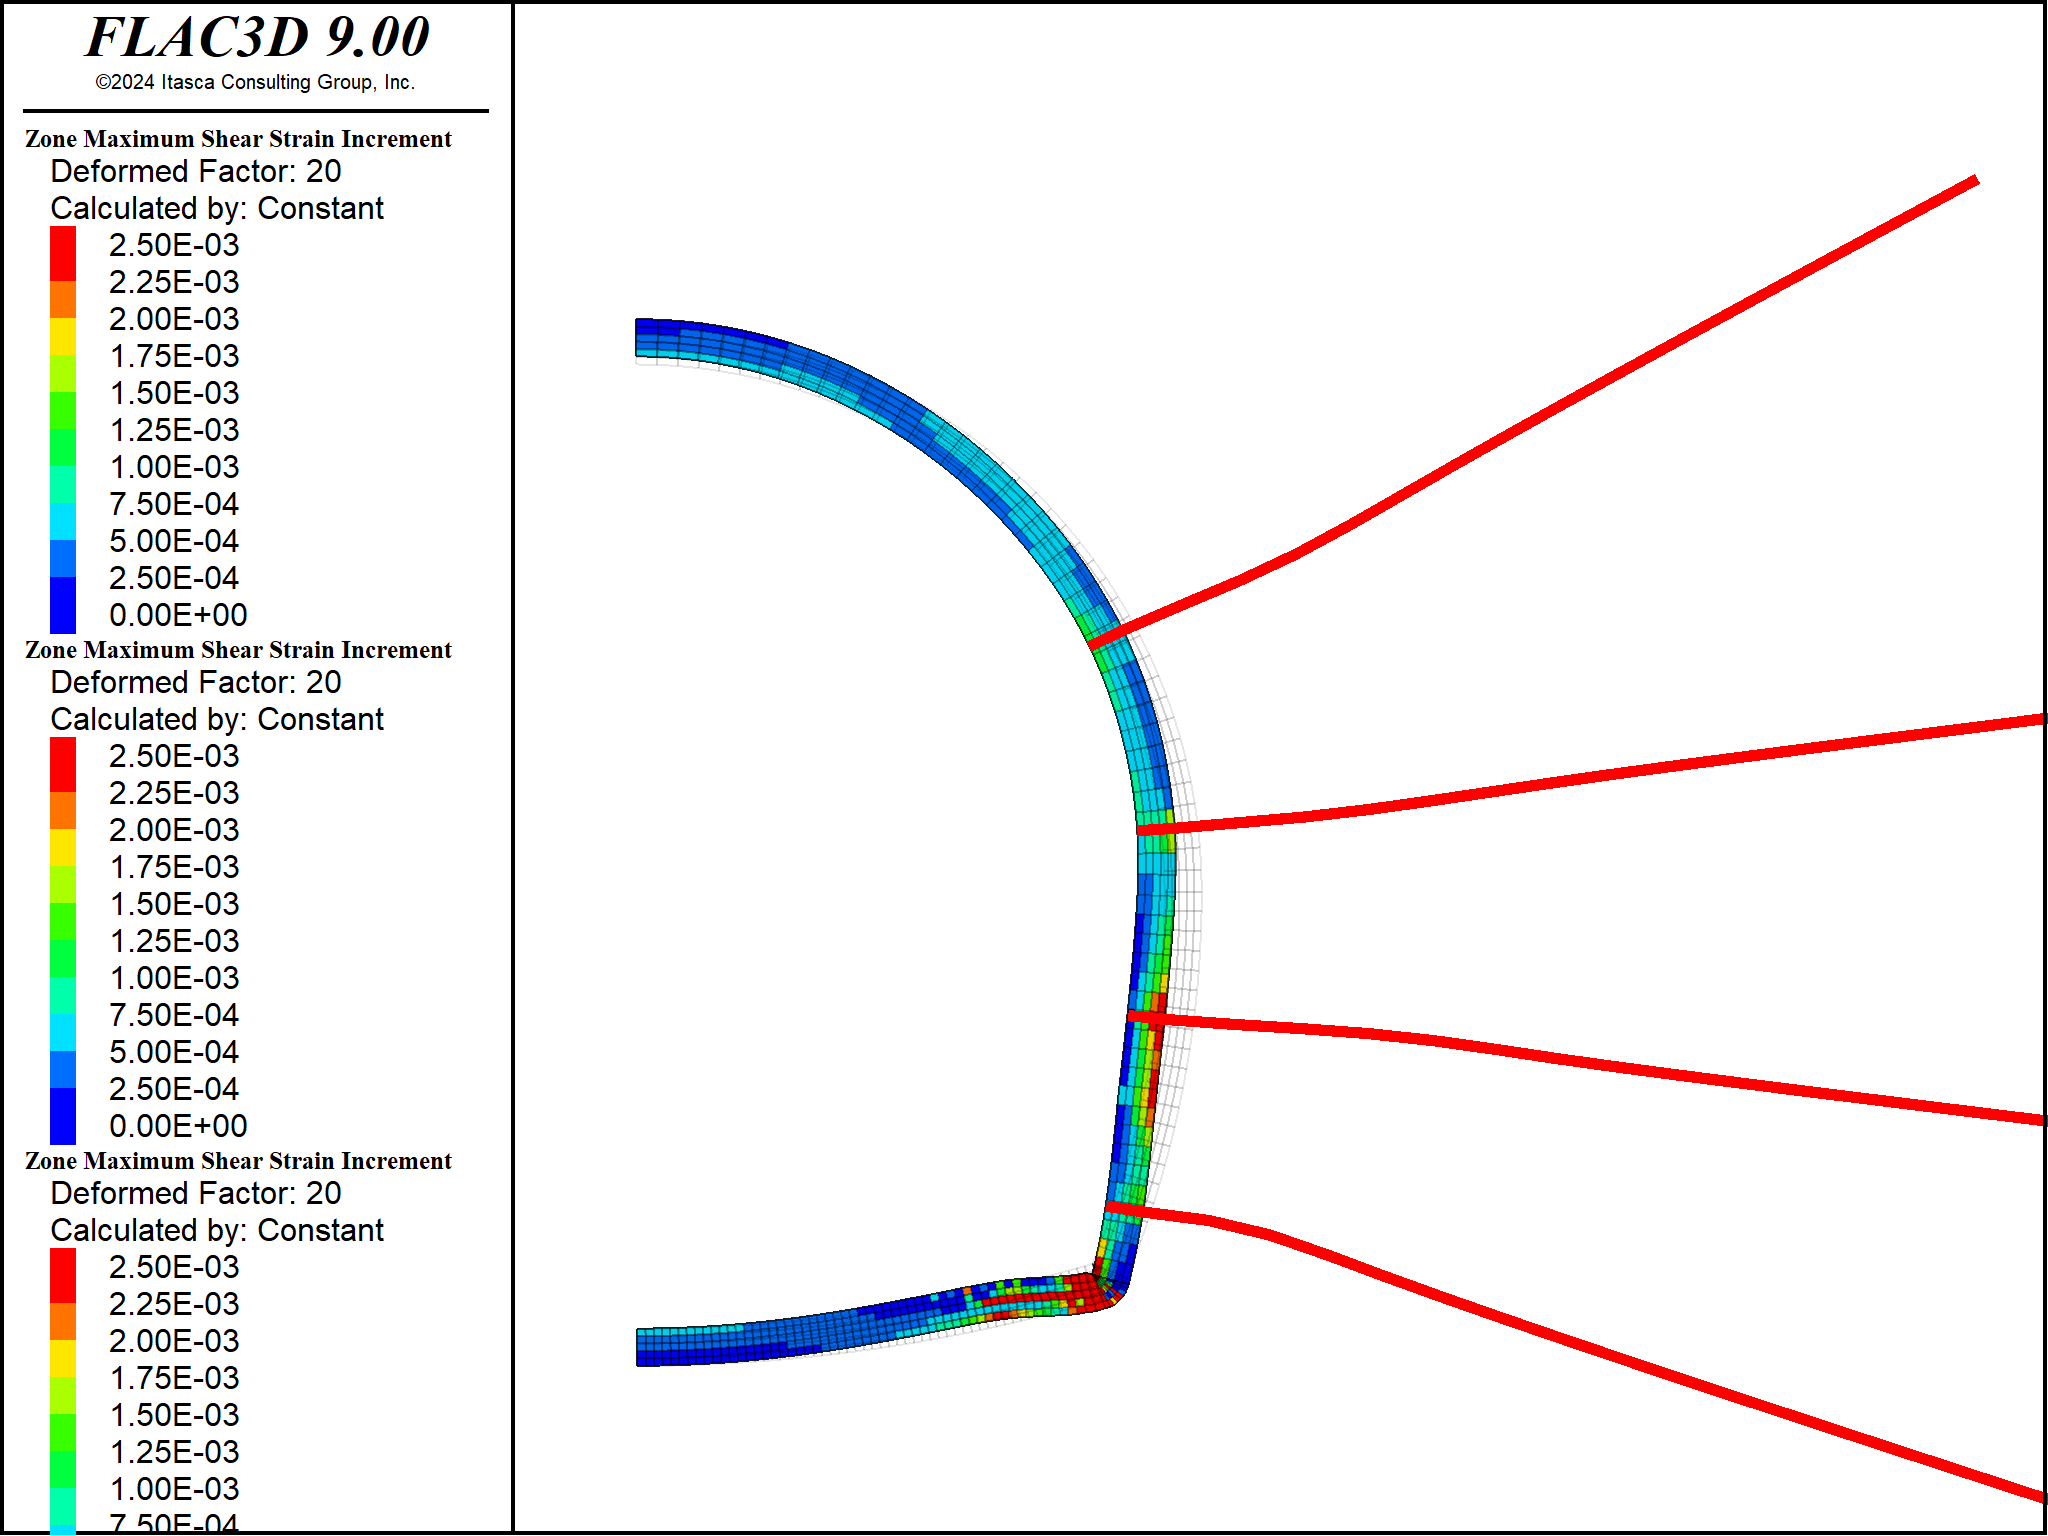 FLAC3D 9.00
©2024 Itasca Consulting Group, Inc.
Zone Maximum Shear Strain Increment
Deformed Factor: 20
Calculated by: Constant
2.50E-03
2.25E-03
2.00E-03
1.75E-03
1.50E-03
1.25E-03
1.00E-03
7.50E-04
5.00E-04
2.50E-04
0.00E+00
Zone Maximum Shear Strain Increment
Deformed Factor: 20
Calculated by: Constant
2.50E-03
2.25E-03
2.00E-03
1.75E-03
1.50E-03
1.25E-03
1.00E-03
7.50E-04
5.00E-04
2.50E-04
0.00E+00
Zone Maximum Shear Strain Increment
Deformed Factor: 20
Calculated by: Constant
2.50E-03
2.25E-03
2.00E-03
1.75E-03
1.50E-03
1.25E-03
1.00E-03
7.50E-04